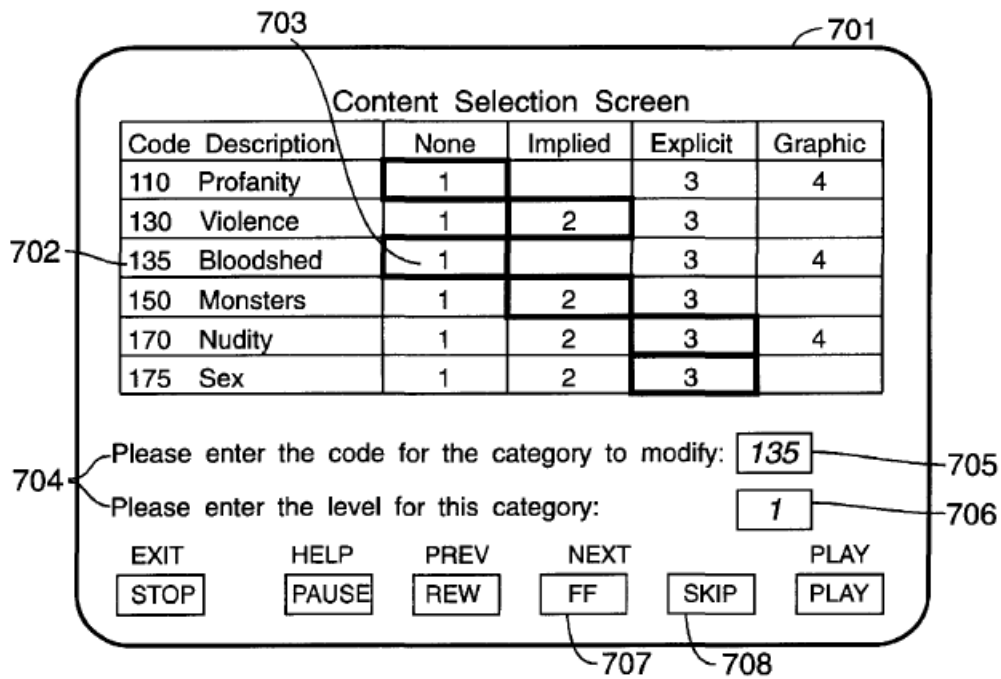 703
701
Content Selection Screen
Code Description None Implied Explicit Graphic
110 Profanity 1 3 4
130 Violence 1 2 3
702
135 Bloodshed 1 3 4
150 Monsters 1 2 3
170 Nudity 1 2 3 4
175 Sex 1 2 3
Please enter the code for the category to modify: 135
705
704
Please enter the level for this category: 1
706
EXIT HELP PREV NEXT PLAY
STOP PAUSE REW FF SKIP PLAY
707 708